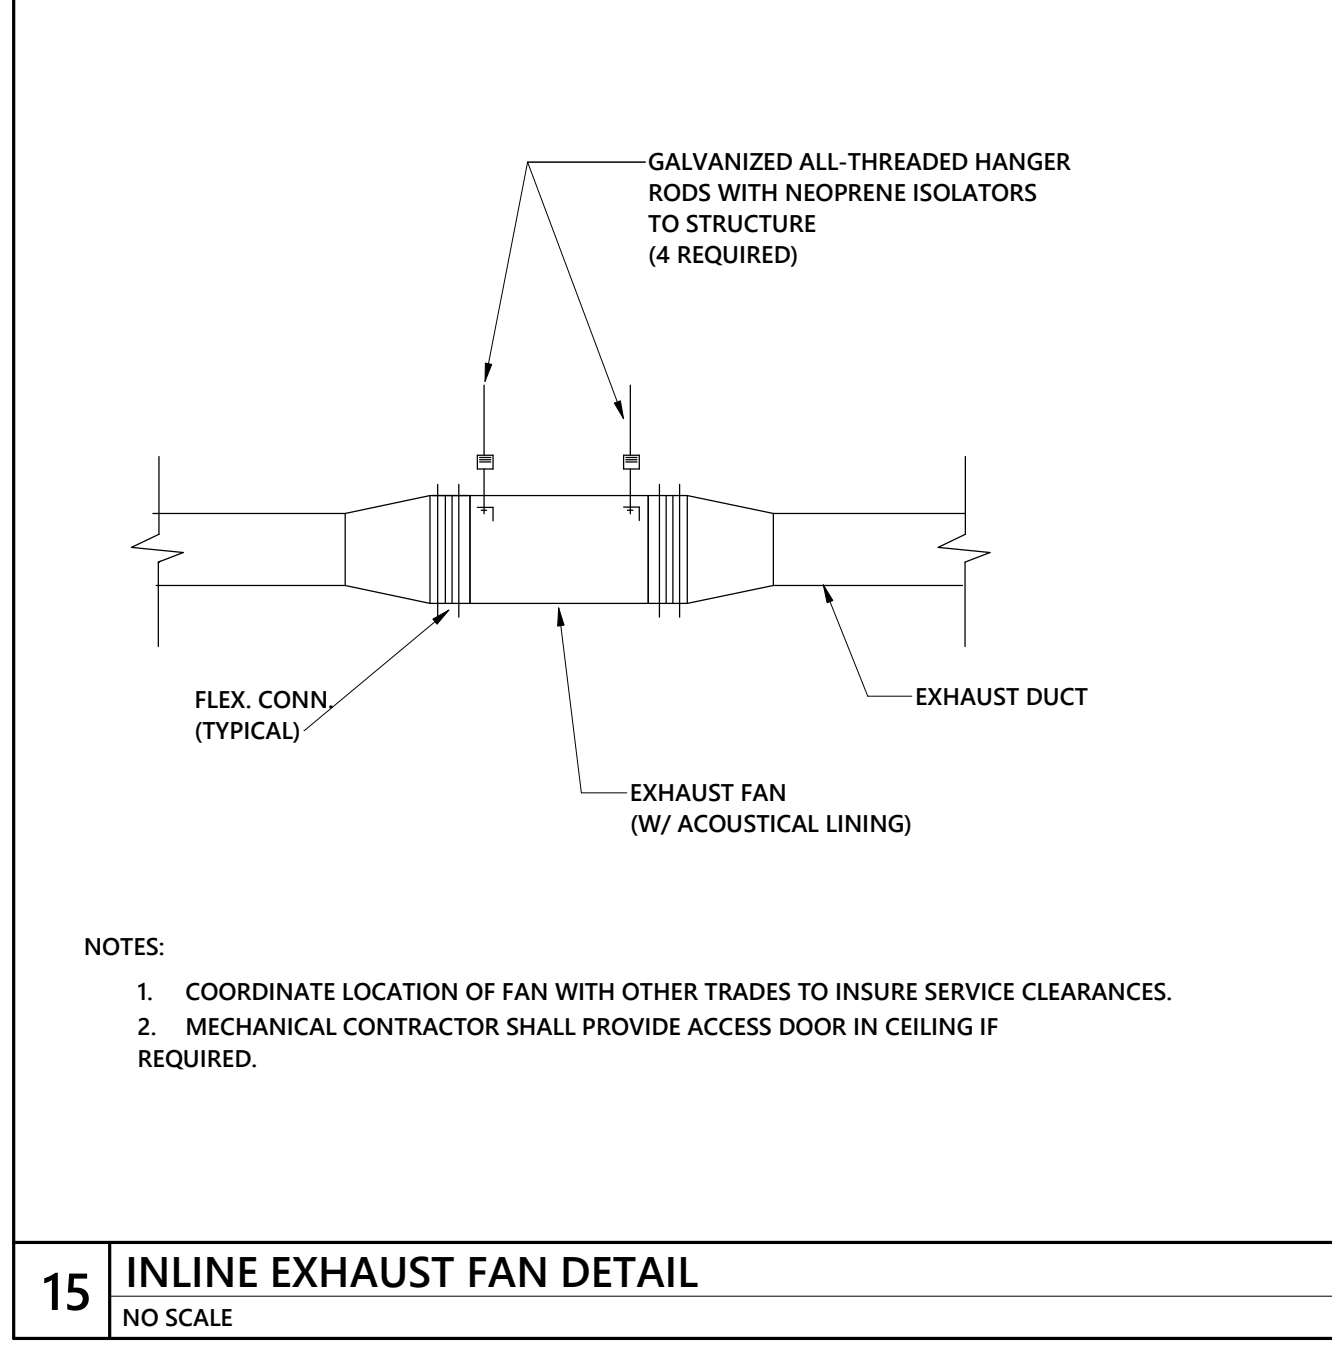 GALVANIZED ALL-THREADED HANGER
RODS WITH NEOPRENE ISOLATORS
TO STRUCTURE
(4 REQUIRED)
FLEX. CONN.
(TYPICAL)
EXHAUST DUCT
EXHAUST FAN
(W/ ACOUSTICAL LINING)
NOTES:
1. COORDINATE LOCATION OF FAN WITH OTHER TRADES TO INSURE SERVICE CLEARANCES.
2. MECHANICAL CONTRACTOR SHALL PROVIDE ACCESS DOOR IN CEILING IF
REQUIRED.
15
INLINE EXHAUST FAN DETAIL
NO SCALE